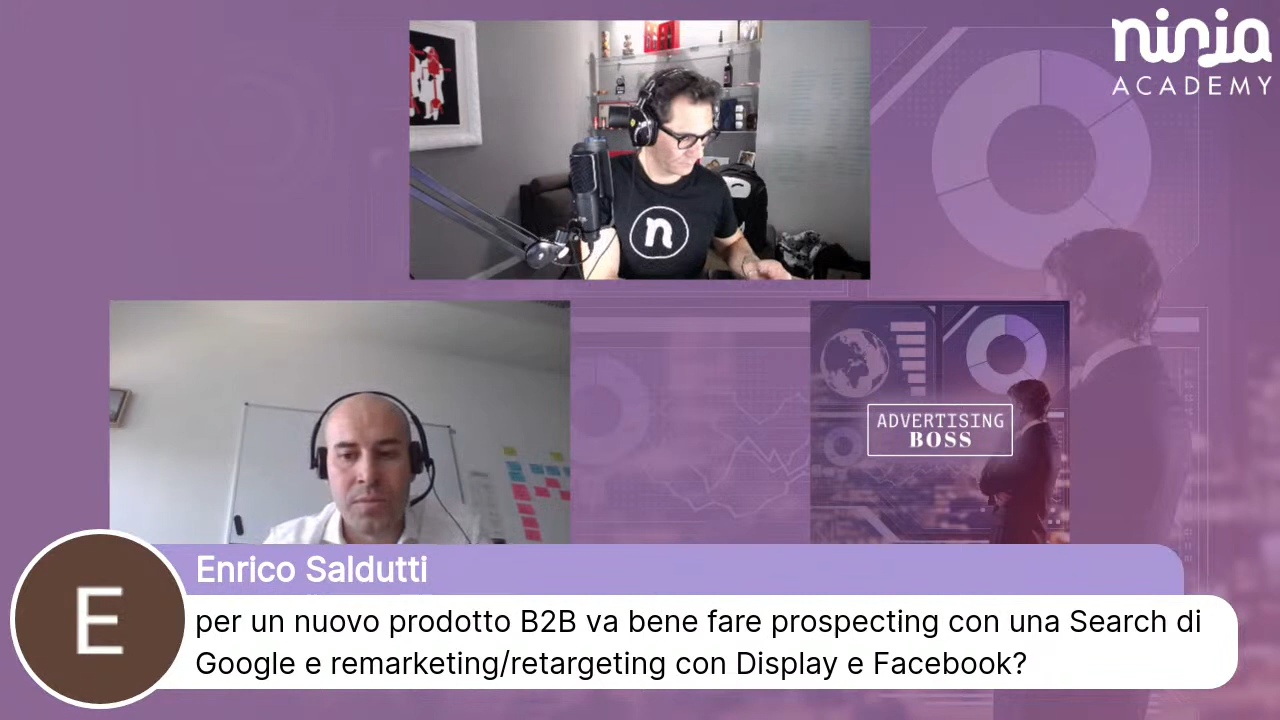 ninja
ACADEMY
n
ADVERTISING
BOSS
E
Enrico Saldutti
per un nuovo prodotto B2B va bene fare prospecting con una Search di
Google e remarketing/retargeting con Display e Facebook?